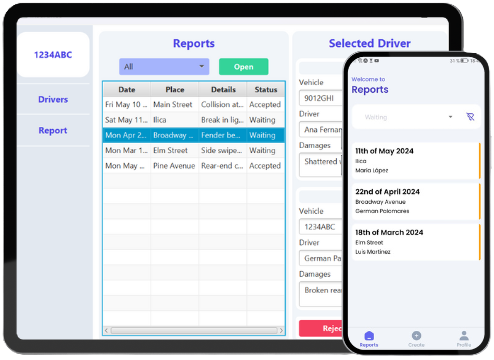 Reports
Selected Driver
1234ABC
All
Open
Drivers
Report
Date Place Details Status
Fri May 10 ... Main Street Collision at... Accepted
Sat May 11... Ilica Break in lig... Waiting
Mon Apr 2... Broadway ... Fender be... Waiting
Mon Mar 1... Elm Street Side swipe... Waiting
Mon May ... Pine Avenue Rear-end c... Accepted
Vehicle
9012GHI
Driver
Ana Fernan
Damages
Shattered
Vehicle
1234ABC
Driver
German Pa
Damages
Broken rea
Rejec
Welcome to
Reports
Waiting
11th of May 2024
Ilica
Maria López
22nd of April 2024
Broadway Avenue
German Palomares
18th of March 2024
Elm Street
Luis Martínez
Reports Create Profile